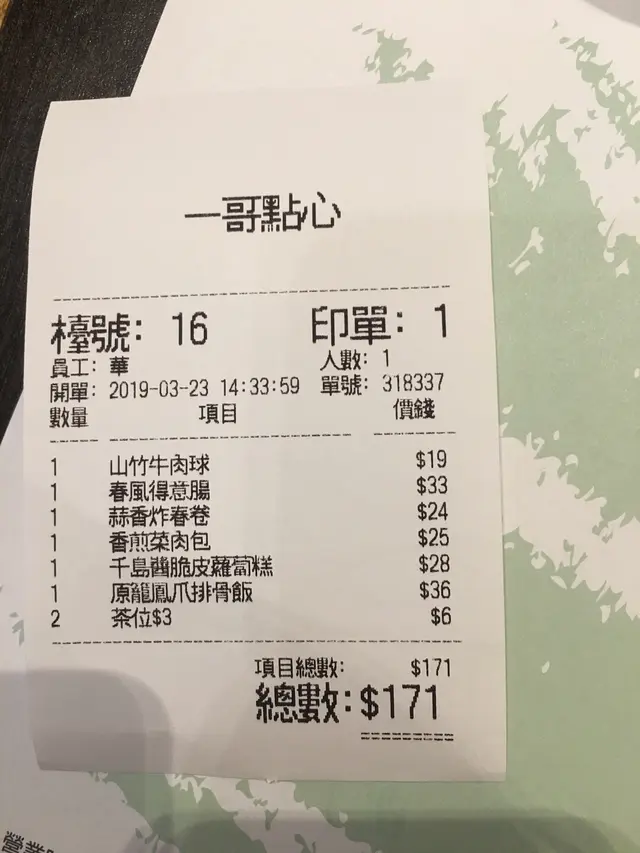 一哥點心
檯號: 16 印單: 1
員工: 華 人數: 1
開單: 2019-03-23 14:33:59 單號: 318337
數量 項目 價錢
1 山竹牛肉球 $19
1 春風得意腸 $33
1 蒜香炸春卷 $24
1 香煎菜肉包 $25
1 千島醬脆皮蘿蔔糕 $28
1 原籠鳳爪排骨飯 $36
2 茶位$3 $6
項目總數: $171
總數: $171
營業